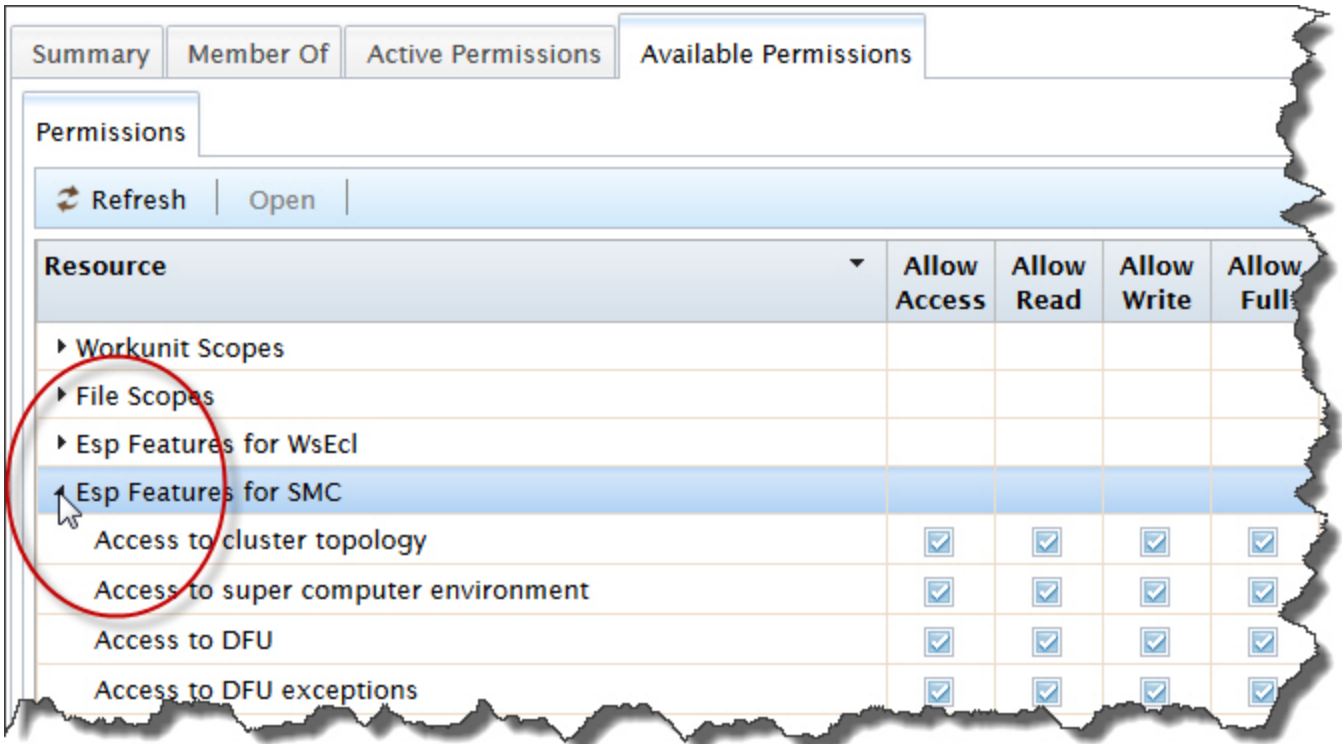 Summary Member Of Active Permissions Available Permissions
Permissions
Refresh Open
Resource Allow Access Allow Read Allow Write Allow Full
Workunit Scopes
File Scopes
Esp Features for WsEcl
Esp Features for SMC
Access to cluster topology
Access to super computer environment
Access to DFU
Access to DFU exceptions